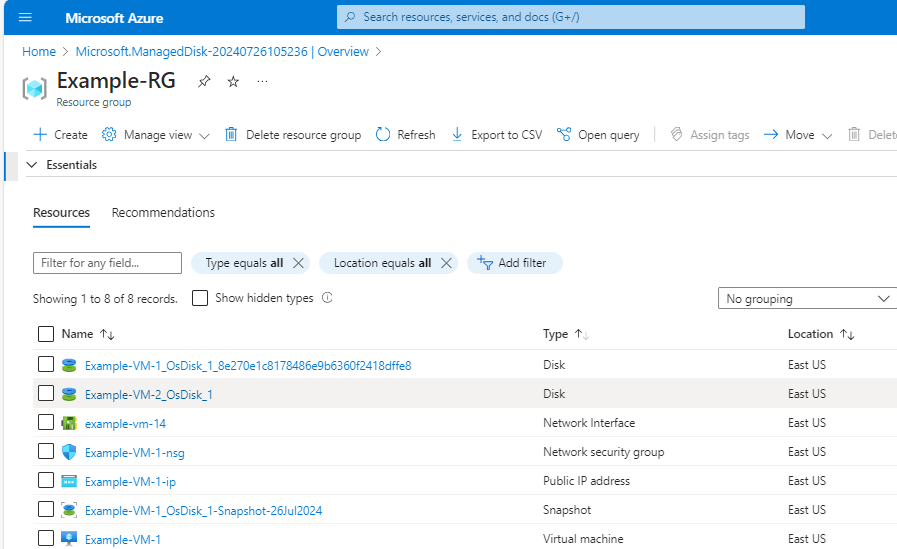 Microsoft Azure
Search resources, services, and docs (G+/)
Home > Microsoft.ManagedDisk-20240726105236 | Overview >
Example-RG
Resource group
Create Manage view Delete resource group Refresh Export to CSV Open query Assign tags Move Delet
Essentials
Resources Recommendations
Filter for any field... Type equals all Location equals all Add filter
Showing 1 to 8 of 8 records. Show hidden types
No grouping
Name Type Location
Example-VM-1_OsDisk_1_8e270e1c8178486e9b6360f2418dffe8 Disk East US
Example-VM-2_OsDisk_1 Disk East US
example-vm-14 Network Interface East US
Example-VM-1-nsg Network security group East US
Example-VM-1-ip Public IP address East US
Example-VM-1_OsDisk_1-Snapshot-26Jul2024 Snapshot East US
Example-VM-1 Virtual machine East US